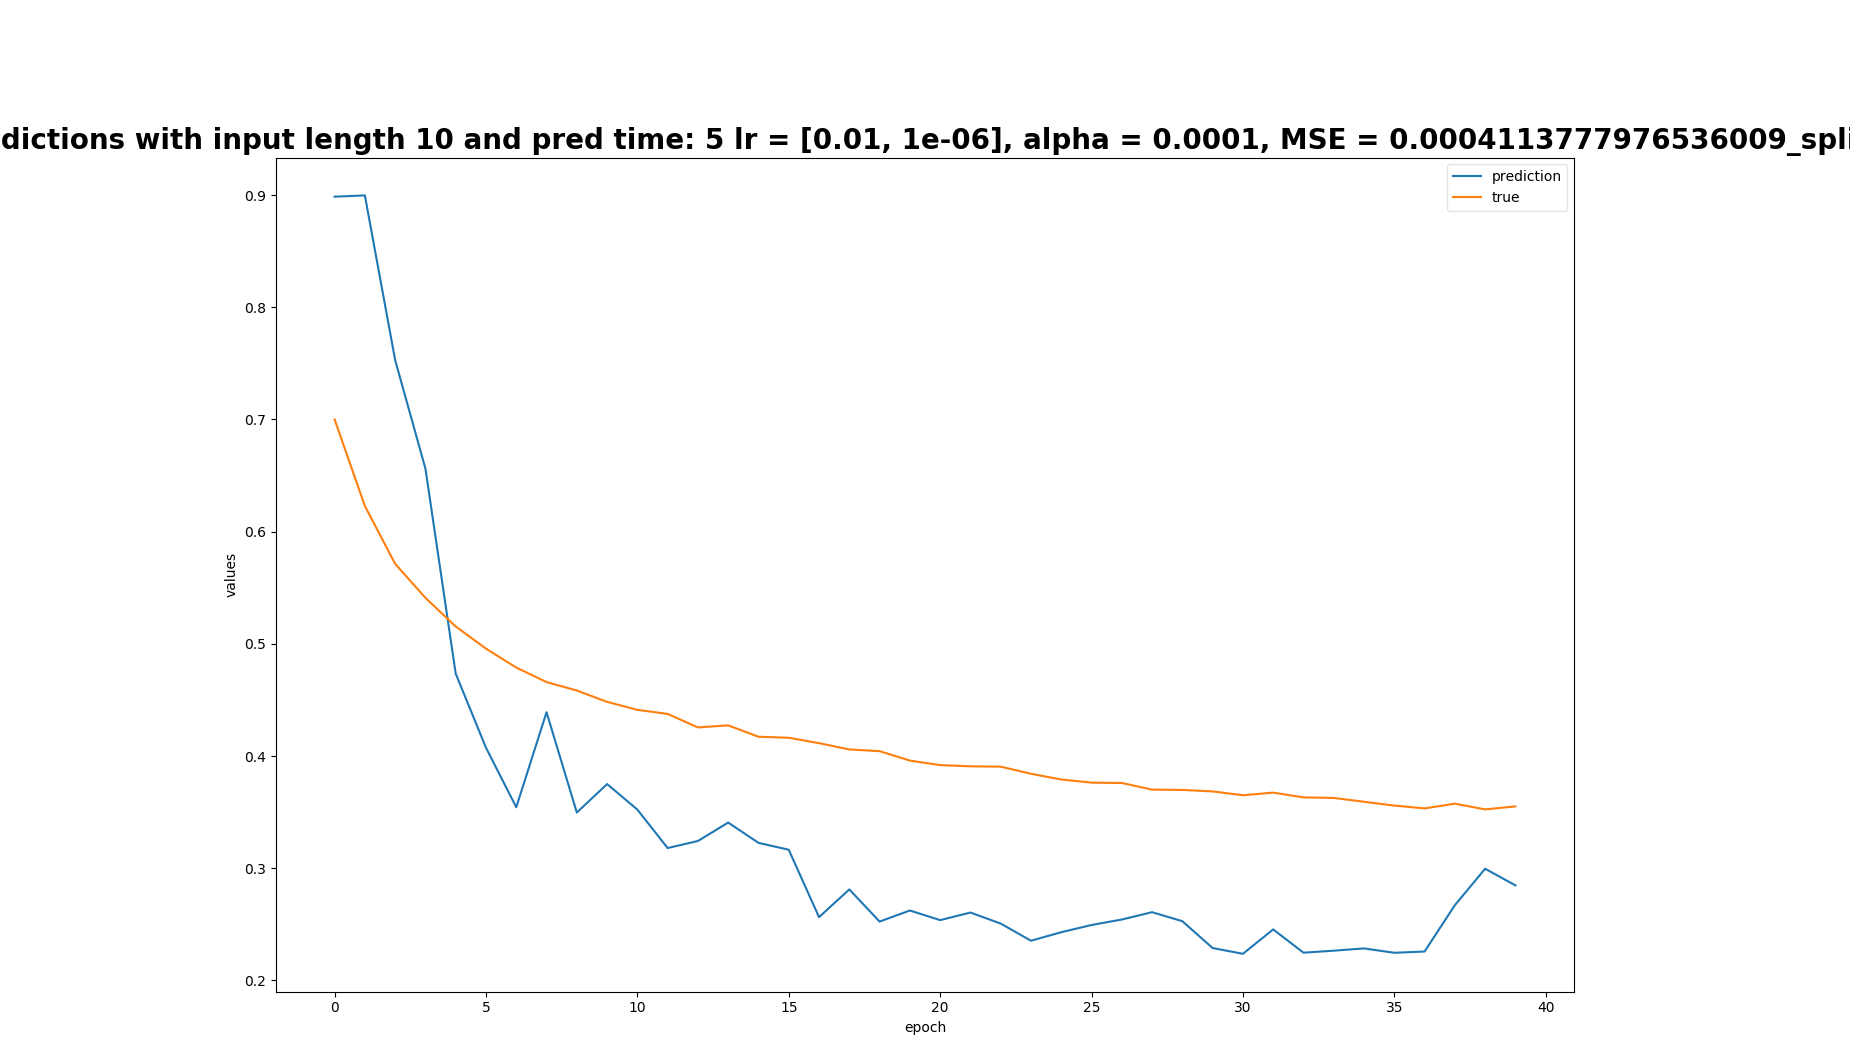 dictions with input length 10 and pred time: 5 lr = [0.01, 1e-06], alpha = 0.0001, MSE = 0.0004113777976536009_spli
prediction
true
0.9
0.8
0.7
0.6
0.5
0.4
0.3
0.2
values
0 5 10 15 20 25 30 35 40
epoch